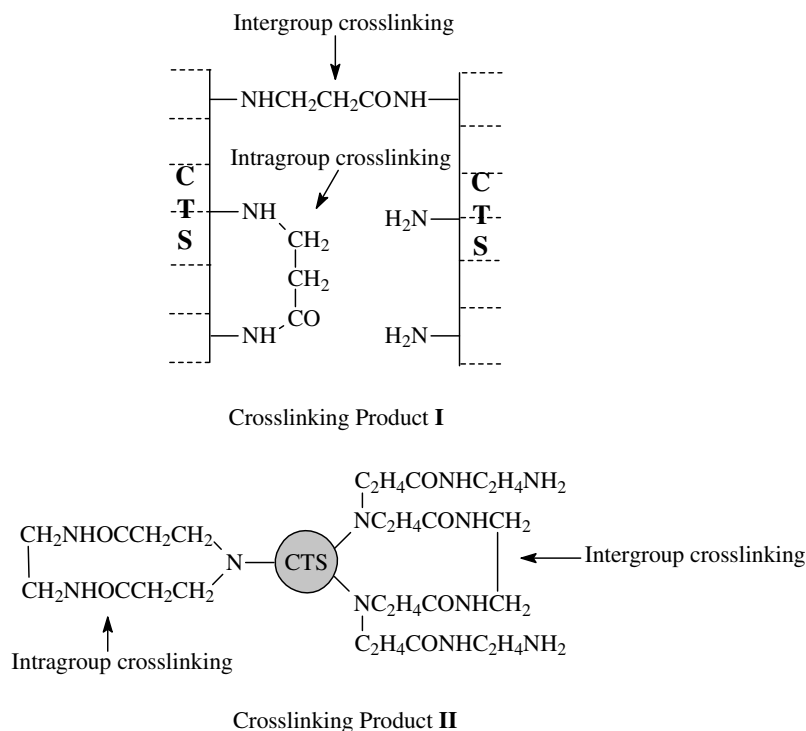 Intergroup crosslinking
NHCH₂CH₂CONH
Intragroup crosslinking
C
T
S
C
T
S
NH
H₂N
CH₂
CH₂
CO
NH
H₂N
Crosslinking Product I
C₂H₄CONHC₂H₄NH₂
CH₂NHOCCH₂CH₂
NC₂H₄CONHCH₂
N
CTS
Intergroup crosslinking
CH₂NHOCCH₂CH₂
NC₂H₄CONHCH₂
C₂H₄CONHC₂H₄NH₂
Intragroup crosslinking
Crosslinking Product II